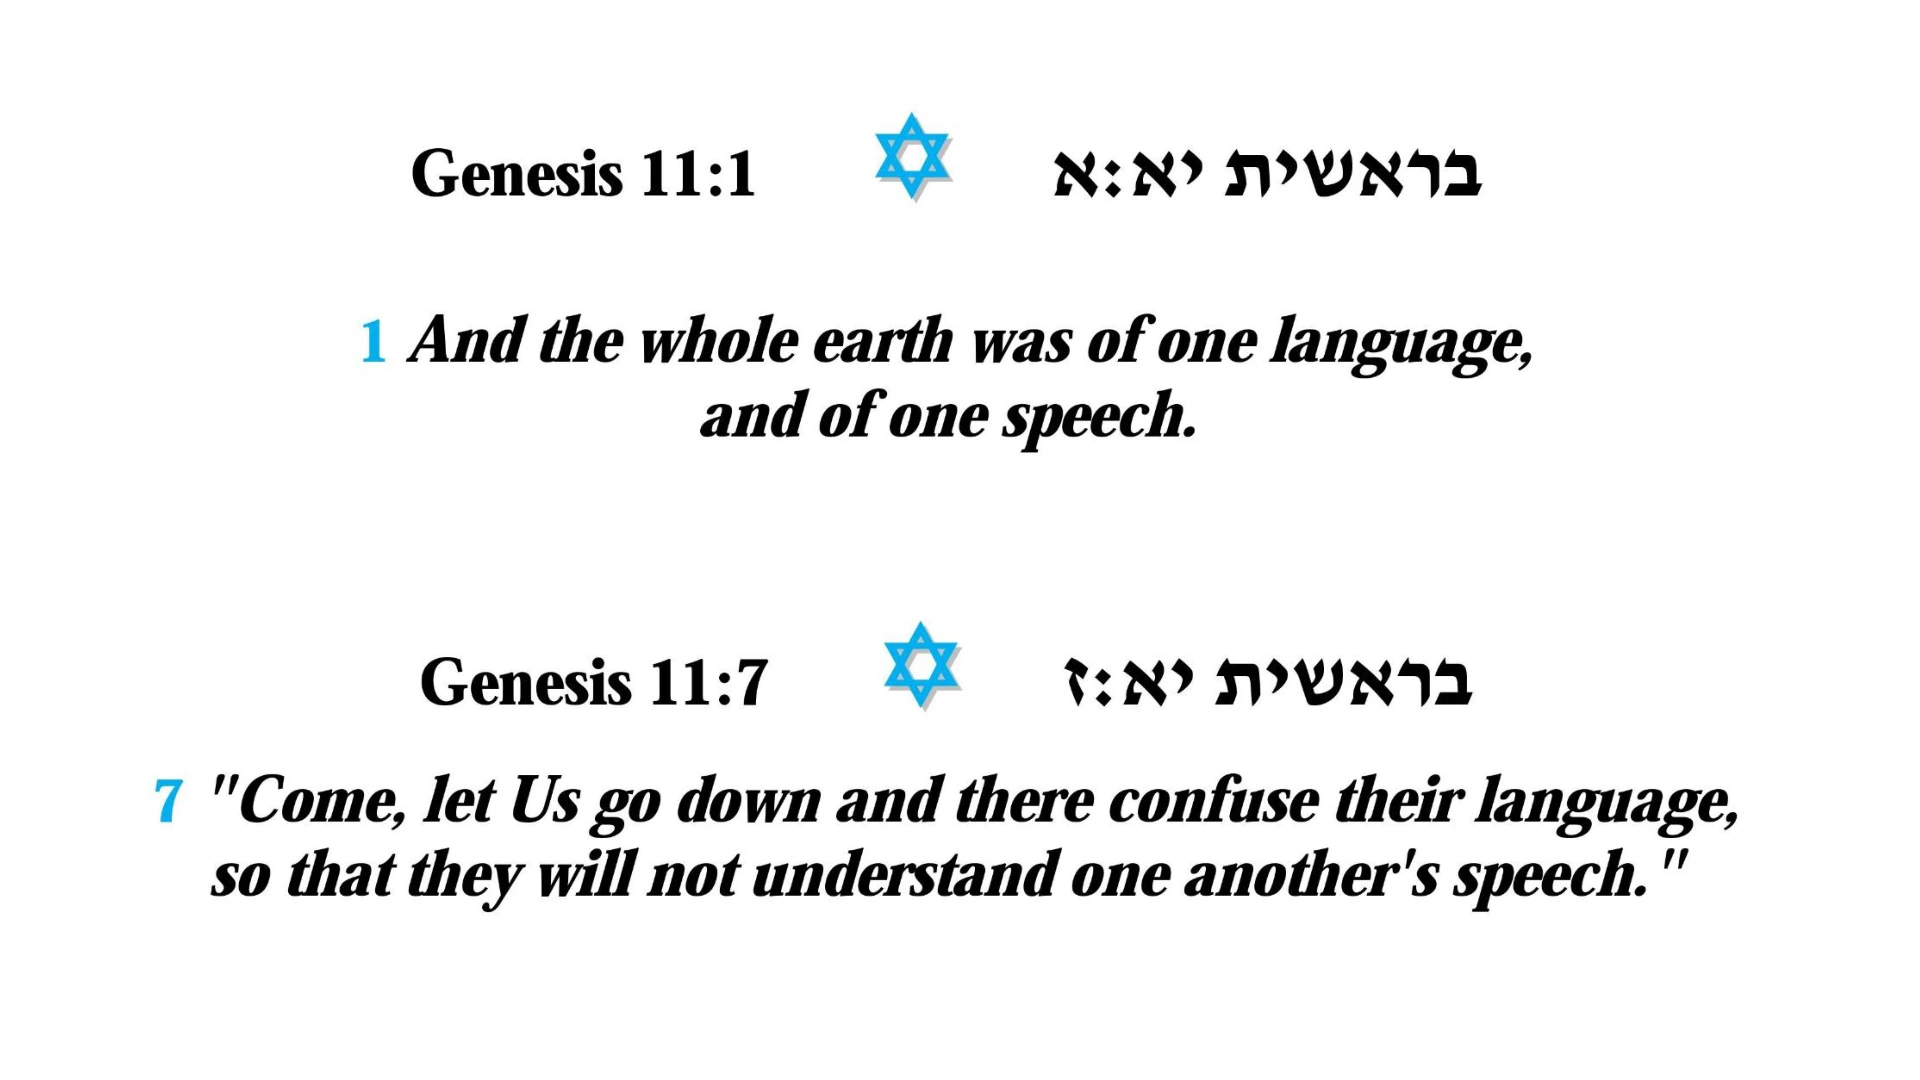 Genesis 11:1 בראשית יא:א
1 And the whole earth was of one language,
and of one speech.
Genesis 11:7 בראשית יא:ז
7 "Come, let Us go down and there confuse their language,
so that they will not understand one another's speech."